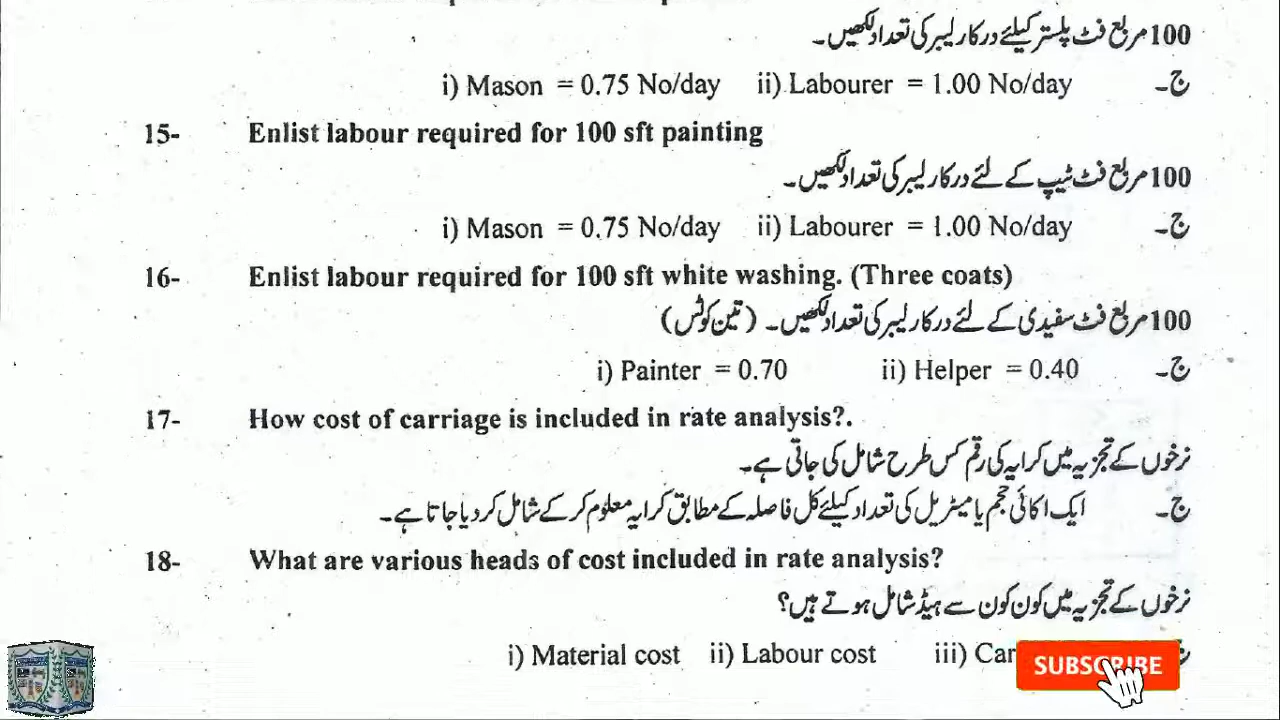 100 مربع فٹ پلستر کیلئے درکار لیبر کی تعداد لکھیں۔
ج۔ i) Mason = 0.75 No/day ii) Labourer = 1.00 No/day
15- Enlist labour required for 100 sft painting
100 مربع فٹ ٹیپ کے لئے درکار لیبر کی تعداد لکھیں۔
ج۔ i) Mason = 0.75 No/day ii) Labourer = 1.00 No/day
16- Enlist labour required for 100 sft white washing. (Three coats)
100 مربع فٹ سفیدی کے لئے درکار لیبر کی تعداد لکھیں۔ (تین کوٹس)
ج۔ i) Painter = 0.70 ii) Helper = 0.40
17- How cost of carriage is included in rate analysis?.
نرخوں کے تجزیہ میں کرایہ کی رقم کس طرح شامل کی جاتی ہے۔
ج۔ ایک اکائی حجم یا میٹریل کی تعداد کیلئے کل فاصلہ کے مطابق کرایہ معلوم کر کے شامل کر دیا جاتا ہے۔
18- What are various heads of cost included in rate analysis?
نرخوں کے تجزیہ میں کون کون سے ہیڈ شامل ہوتے ہیں؟
i) Material cost ii) Labour cost iii) Car
SUBSCRIBE